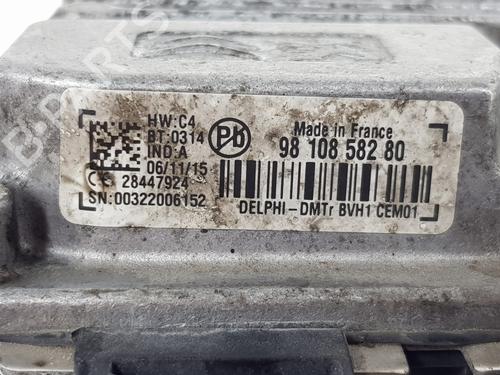 HW:C4
BT:0314
IND:A
06/11/15
28447924
SN:00322006152
Pb
Made in France
98 108 582 80
DELPHI-DMTr BVH1 CEM01
B-PARTS